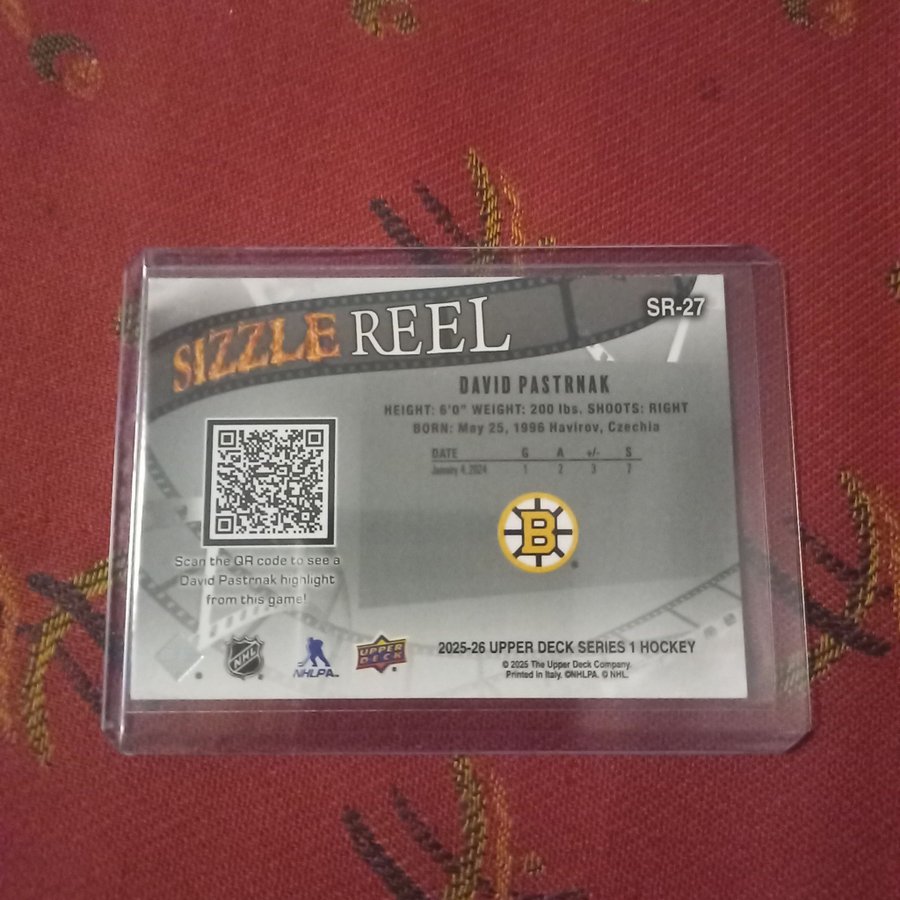 SIZZLE REEL
SR-27
DAVID PASTRNAK
HEIGHT: 6'0" WEIGHT: 200 lbs. SHOOTS: RIGHT
BORN: May 25, 1996 Havirov, Czechia
DATE G A +/- S
January 4, 2024 1 2 3 7
B
Scan the QR code to see a
David Pastrnak highlight
from this game!
NHL
NHLPA
UPPER
DECK
2025-26 UPPER DECK SERIES 1 HOCKEY
© 2025 The Upper Deck Company.
Printed in Italy. ©NHLPA. © NHL.